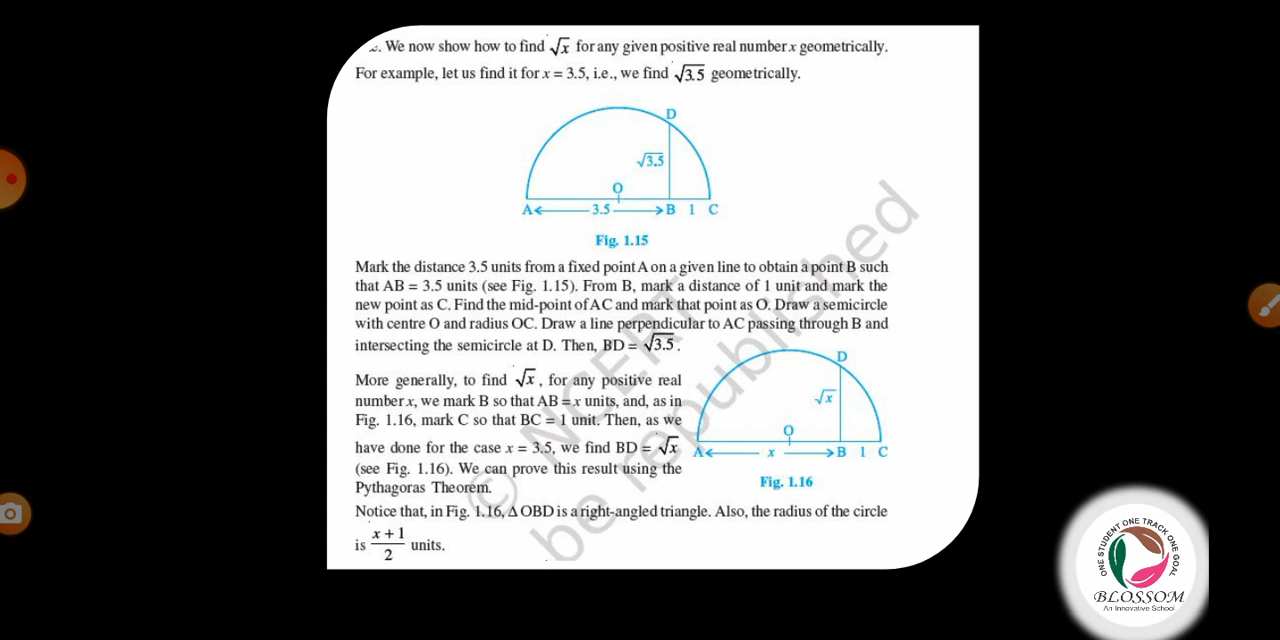 . We now show how to find √x for any given positive real number x geometrically.
For example, let us find it for x = 3.5, i.e., we find √3.5 geometrically.
D
√3.5
O
A 3.5 B 1 C
Fig. 1.15
Mark the distance 3.5 units from a fixed point A on a given line to obtain a point B such
that AB = 3.5 units (see Fig. 1.15). From B, mark a distance of 1 unit and mark the
new point as C. Find the mid-point of AC and mark that point as O. Draw a semicircle
with centre O and radius OC. Draw a line perpendicular to AC passing through B and
intersecting the semicircle at D. Then, BD = √3.5.
More generally, to find √x, for any positive real
number x, we mark B so that AB = x units, and, as in
Fig. 1.16, mark C so that BC = 1 unit. Then, as we
have done for the case x = 3.5, we find BD = √x
(see Fig. 1.16). We can prove this result using the
Pythagoras Theorem.
D
√x
O
A x B 1 C
Fig. 1.16
Notice that, in Fig. 1.16, Δ OBD is a right-angled triangle. Also, the radius of the circle
is (x + 1)/2 units.
© NCERT
be republished
ONE STUDENT ONE TRACK ONE GOAL
BLOSSOM
An Innovative School